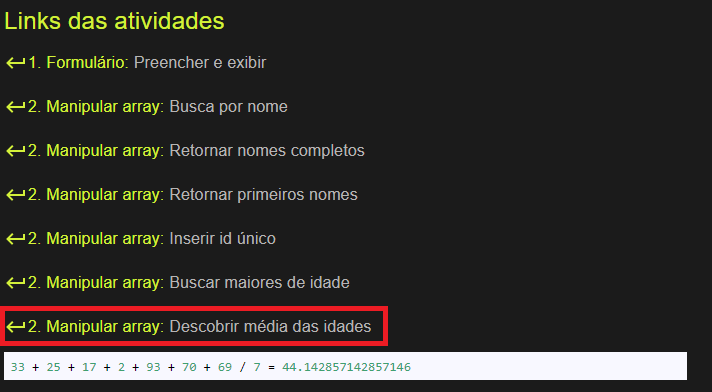 Links das atividades
1. Formulário: Preencher e exibir
2. Manipular array: Busca por nome
2. Manipular array: Retornar nomes completos
2. Manipular array: Retornar primeiros nomes
2. Manipular array: Inserir id único
2. Manipular array: Buscar maiores de idade
2. Manipular array: Descobrir média das idades
33 + 25 + 17 + 2 + 93 + 70 + 69 / 7 = 44.142857142857146